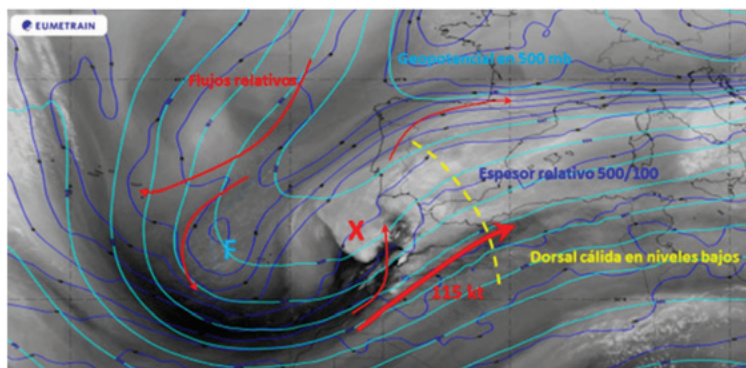 EUMETRAIN
Geopotencial en 500 mb
Flujos relativos
Espesor relativo 500/100
X
F
Dorsal cálida en niveles bajos
115 kt